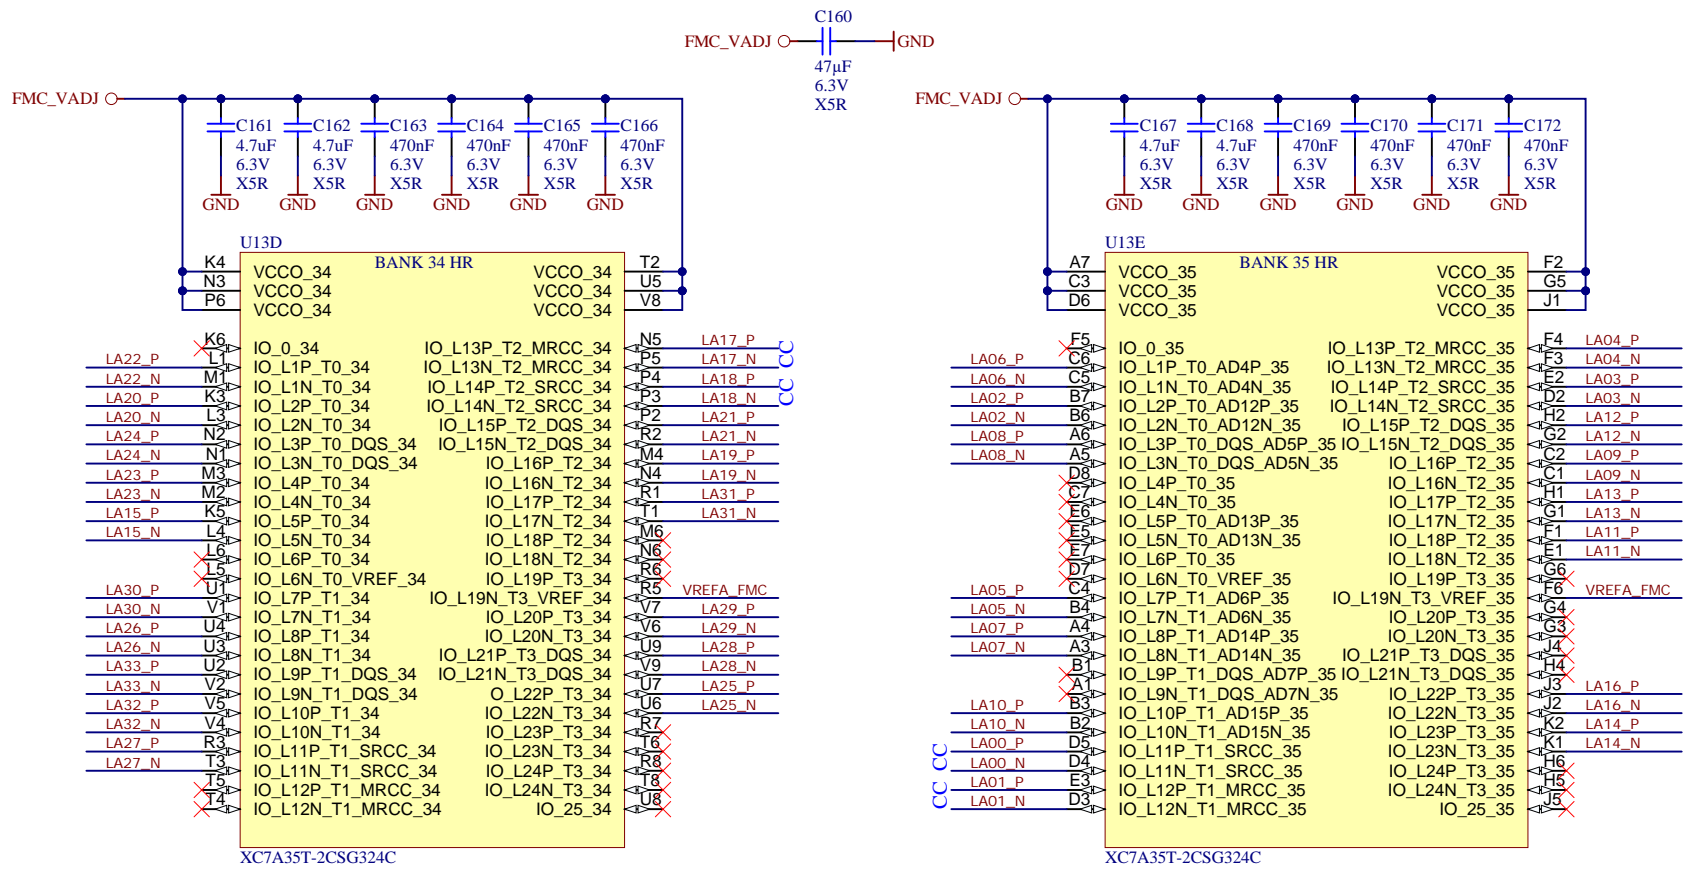 C160
FMC_VADJ
GND
47µF
6.3V
X5R
FMC_VADJ
C161
4.7uF
6.3V
X5R
GND
C162
4.7uF
6.3V
X5R
GND
C163
470nF
6.3V
X5R
GND
C164
470nF
6.3V
X5R
GND
C165
470nF
6.3V
X5R
GND
C166
470nF
6.3V
X5R
GND
U13D
BANK 34 HR
K4 VCCO_34 VCCO_34 T2
N3 VCCO_34 VCCO_34 U5
P6 VCCO_34 VCCO_34 V8
K6 IO_0_34 IO_L13P_T2_MRCC_34 N5 LA17_P CC
LA22_P L1 IO_L1P_T0_34 IO_L13N_T2_MRCC_34 P5 LA17_N
LA22_N M1 IO_L1N_T0_34 IO_L14P_T2_SRCC_34 P4 LA18_P CC
LA20_P K3 IO_L2P_T0_34 IO_L14N_T2_SRCC_34 P3 LA18_N
LA20_N L3 IO_L2N_T0_34 IO_L15P_T2_DQS_34 P2 LA21_P
LA24_P N2 IO_L3P_T0_DQS_34 IO_L15N_T2_DQS_34 R2 LA21_N
LA24_N N1 IO_L3N_T0_DQS_34 IO_L16P_T2_34 M4 LA19_P
LA23_P M3 IO_L4P_T0_34 IO_L16N_T2_34 N4 LA19_N
LA23_N M2 IO_L4N_T0_34 IO_L17P_T2_34 R1 LA31_P
LA15_P K5 IO_L5P_T0_34 IO_L17N_T2_34 T1 LA31_N
LA15_N L4 IO_L5N_T0_34 IO_L18P_T2_34 M6
L6 IO_L6P_T0_34 IO_L18N_T2_34 N6
L5 IO_L6N_T0_VREF_34 IO_L19P_T3_34 R6
LA30_P U1 IO_L7P_T1_34 IO_L19N_T3_VREF_34 R5 VREFA_FMC
LA30_N V1 IO_L7N_T1_34 IO_L20P_T3_34 V7 LA29_P
LA26_P U4 IO_L8P_T1_34 IO_L20N_T3_34 V6 LA29_N
LA26_N U3 IO_L8N_T1_34 IO_L21P_T3_DQS_34 U9 LA28_P
LA33_P U2 IO_L9P_T1_DQS_34 IO_L21N_T3_DQS_34 V9 LA28_N
LA33_N V2 IO_L9N_T1_DQS_34 O_L22P_T3_34 U7 LA25_P
LA32_P V5 IO_L10P_T1_34 IO_L22N_T3_34 U6 LA25_N
LA32_N V4 IO_L10N_T1_34 IO_L23P_T3_34 R7
LA27_P R3 IO_L11P_T1_SRCC_34 IO_L23N_T3_34 T6
LA27_N T3 IO_L11N_T1_SRCC_34 IO_L24P_T3_34 R8
T5 IO_L12P_T1_MRCC_34 IO_L24N_T3_34 T8
T4 IO_L12N_T1_MRCC_34 IO_25_34 U8
XC7A35T-2CSG324C
FMC_VADJ
C167
4.7uF
6.3V
X5R
GND
C168
4.7uF
6.3V
X5R
GND
C169
470nF
6.3V
X5R
GND
C170
470nF
6.3V
X5R
GND
C171
470nF
6.3V
X5R
GND
C172
470nF
6.3V
X5R
GND
U13E
BANK 35 HR
A7 VCCO_35 VCCO_35 F2
C3 VCCO_35 VCCO_35 G5
D6 VCCO_35 VCCO_35 J1
F5 IO_0_35 IO_L13P_T2_MRCC_35 F4 LA04_P
LA06_P C6 IO_L1P_T0_AD4P_35 IO_L13N_T2_MRCC_35 F3 LA04_N
LA06_N C5 IO_L1N_T0_AD4N_35 IO_L14P_T2_SRCC_35 E2 LA03_P
LA02_P B7 IO_L2P_T0_AD12P_35 IO_L14N_T2_SRCC_35 D2 LA03_N
LA02_N B6 IO_L2N_T0_AD12N_35 IO_L15P_T2_DQS_35 H2 LA12_P
LA08_P A6 IO_L3P_T0_DQS_AD5P_35 IO_L15N_T2_DQS_35 G2 LA12_N
LA08_N A5 IO_L3N_T0_DQS_AD5N_35 IO_L16P_T2_35 C2 LA09_P
D8 IO_L4P_T0_35 IO_L16N_T2_35 C1 LA09_N
C7 IO_L4N_T0_35 IO_L17P_T2_35 H1 LA13_P
E6 IO_L5P_T0_AD13P_35 IO_L17N_T2_35 G1 LA13_N
E5 IO_L5N_T0_AD13N_35 IO_L18P_T2_35 F1 LA11_P
E7 IO_L6P_T0_35 IO_L18N_T2_35 E1 LA11_N
D7 IO_L6N_T0_VREF_35 IO_L19P_T3_35 G6
LA05_P C4 IO_L7P_T1_AD6P_35 IO_L19N_T3_VREF_35 F6 VREFA_FMC
LA05_N B4 IO_L7N_T1_AD6N_35 IO_L20P_T3_35 G4
LA07_P A4 IO_L8P_T1_AD14P_35 IO_L20N_T3_35 G3
LA07_N A3 IO_L8N_T1_AD14N_35 IO_L21P_T3_DQS_35 J4
B1 IO_L9P_T1_DQS_AD7P_35 IO_L21N_T3_DQS_35 H4
A1 IO_L9N_T1_DQS_AD7N_35 IO_L22P_T3_35 J3 LA16_P
LA10_P B3 IO_L10P_T1_AD15P_35 IO_L22N_T3_35 J2 LA16_N
LA10_N B2 IO_L10N_T1_AD15N_35 IO_L23P_T3_35 K2 LA14_P
CC LA00_P D5 IO_L11P_T1_SRCC_35 IO_L23N_T3_35 K1 LA14_N
LA00_N D4 IO_L11N_T1_SRCC_35 IO_L24P_T3_35 H6
CC LA01_P E3 IO_L12P_T1_MRCC_35 IO_L24N_T3_35 H5
LA01_N D3 IO_L12N_T1_MRCC_35 IO_25_35 J5
XC7A35T-2CSG324C